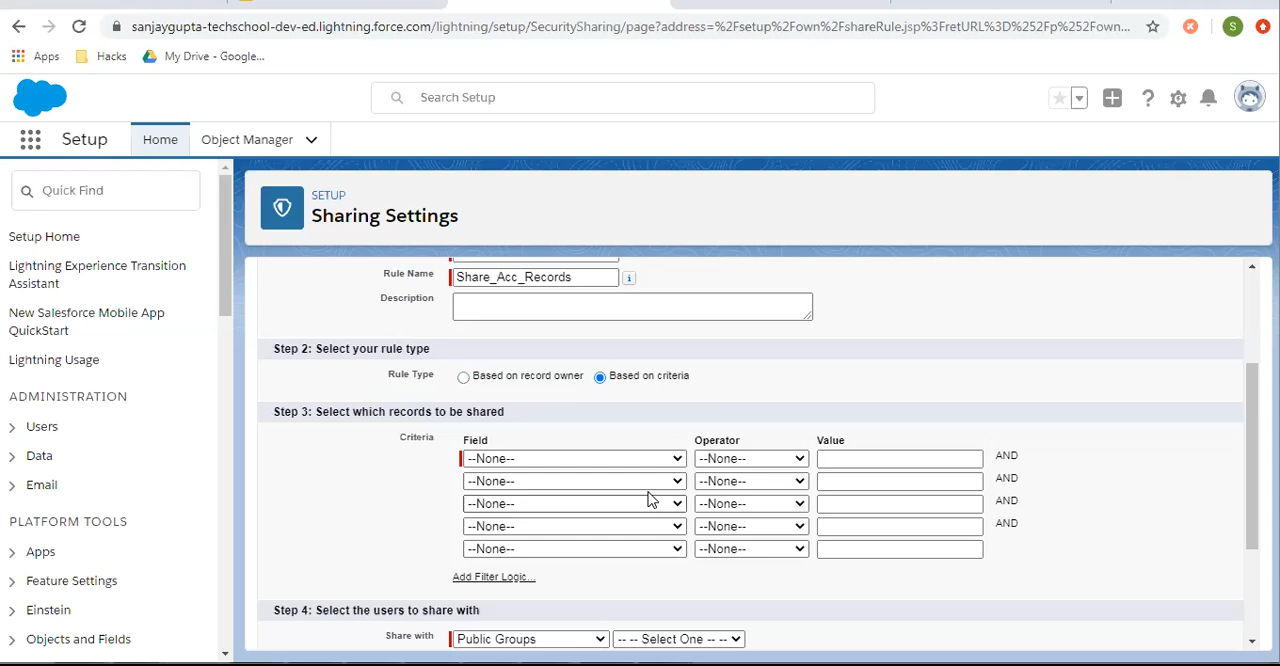 sanjaygupta-techschool-dev-ed.lightning.force.com/lightning/setup/SecuritySharing/page?address=%2Fsetup%2Fown%2FshareRule.jsp%3FretURL%3D%252Fp%252Fown...
S
Apps Hacks My Drive - Google...
Search Setup
Setup Home Object Manager
Quick Find
Setup Home
Lightning Experience Transition
Assistant
New Salesforce Mobile App
QuickStart
Lightning Usage
ADMINISTRATION
Users
Data
Email
PLATFORM TOOLS
Apps
Feature Settings
Einstein
Objects and Fields
SETUP
Sharing Settings
Rule Name Share_Acc_Records i
Description
Step 2: Select your rule type
Rule Type Based on record owner Based on criteria
Step 3: Select which records to be shared
Criteria Field Operator Value
--None-- --None-- AND
--None-- --None-- AND
--None-- --None-- AND
--None-- --None-- AND
--None-- --None--
Add Filter Logic...
Step 4: Select the users to share with
Share with Public Groups -- -- Select One -- --